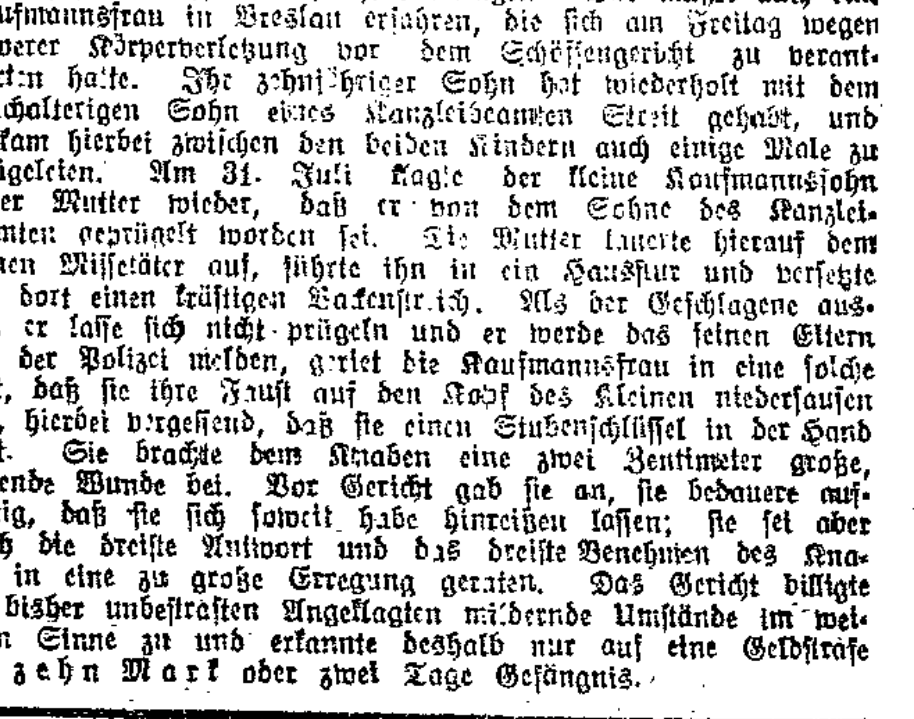 ufmannsfrau in Breslau erfahren, die sich am Freitag wegen
werer Körperverletzung vor dem Schöffengericht zu verant-
rten hatte. Ihr zehnjähriger Sohn hat wiederholt mit dem
chalterigen Sohn eines Kanzleibeamten Streit gehabt, und
kam hierbei zwischen den beiden Kindern auch einige Male zu
ügeleien. Am 31. Juli klagte der kleine Kaufmannssohn
er Mutter wieder, daß er von dem Sohne des Kanzlei-
mten geprügelt worden sei. Die Mutter lauerte hierauf dem
nen Missetäter auf, führte ihn in ein Hausflur und versetzte
dort einen kräftigen Backenstreich. Als der Geschlagene aus-
er lasse sich nicht prügeln und er werde das seinen Eltern
der Polizei melden, geriet die Kaufmannsfrau in eine solche
, daß sie ihre Faust auf den Kopf des Kleinen niedersausen
, hierbei vergessend, daß sie einen Stubenschlüssel in der Hand
t. Sie brachte dem Knaben eine zwei Zentimeter große,
ende Wunde bei. Vor Gericht gab sie an, sie bedauere auf-
tig, daß sie sich soweit habe hinreißen lassen; sie sei aber
h die dreiste Antwort und das dreiste Benehmen des Kna-
in eine zu große Erregung geraten. Das Gericht billigte
bisher unbestraften Angeklagten mildernde Umstände im wei-
n Sinne zu und erkannte deshalb nur auf eine Geldstrafe
zehn Mark oder zwei Tage Gefängnis.